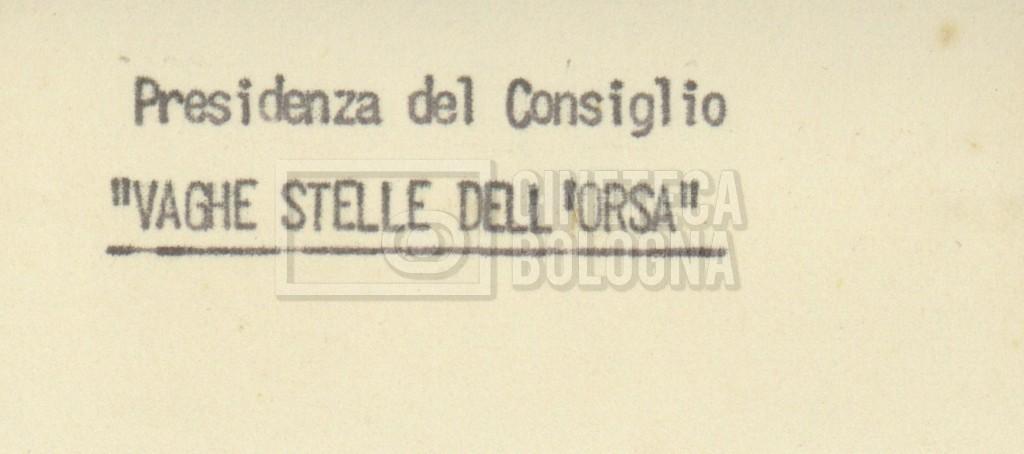 Presidenza del Consiglio
"VAGHE STELLE DELL'ORSA"
CINETECA
BOLOGNA